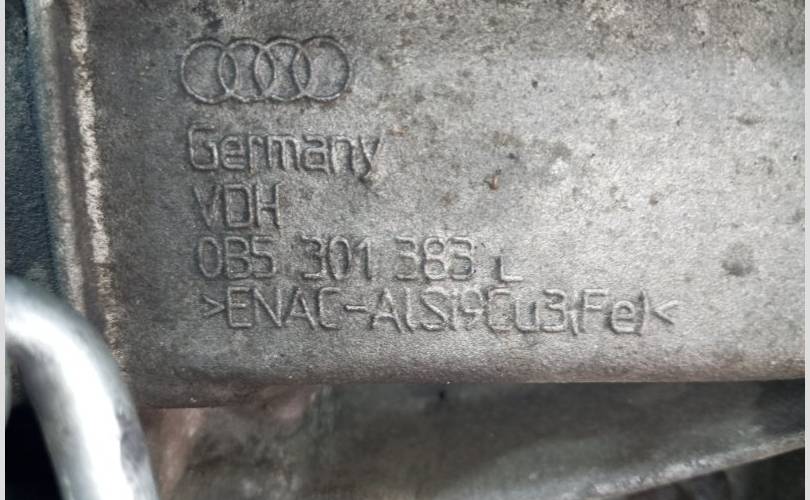 Germany
VDH
0B5 301 383 L
>ENAC-AlSi9Cu3(Fe)<